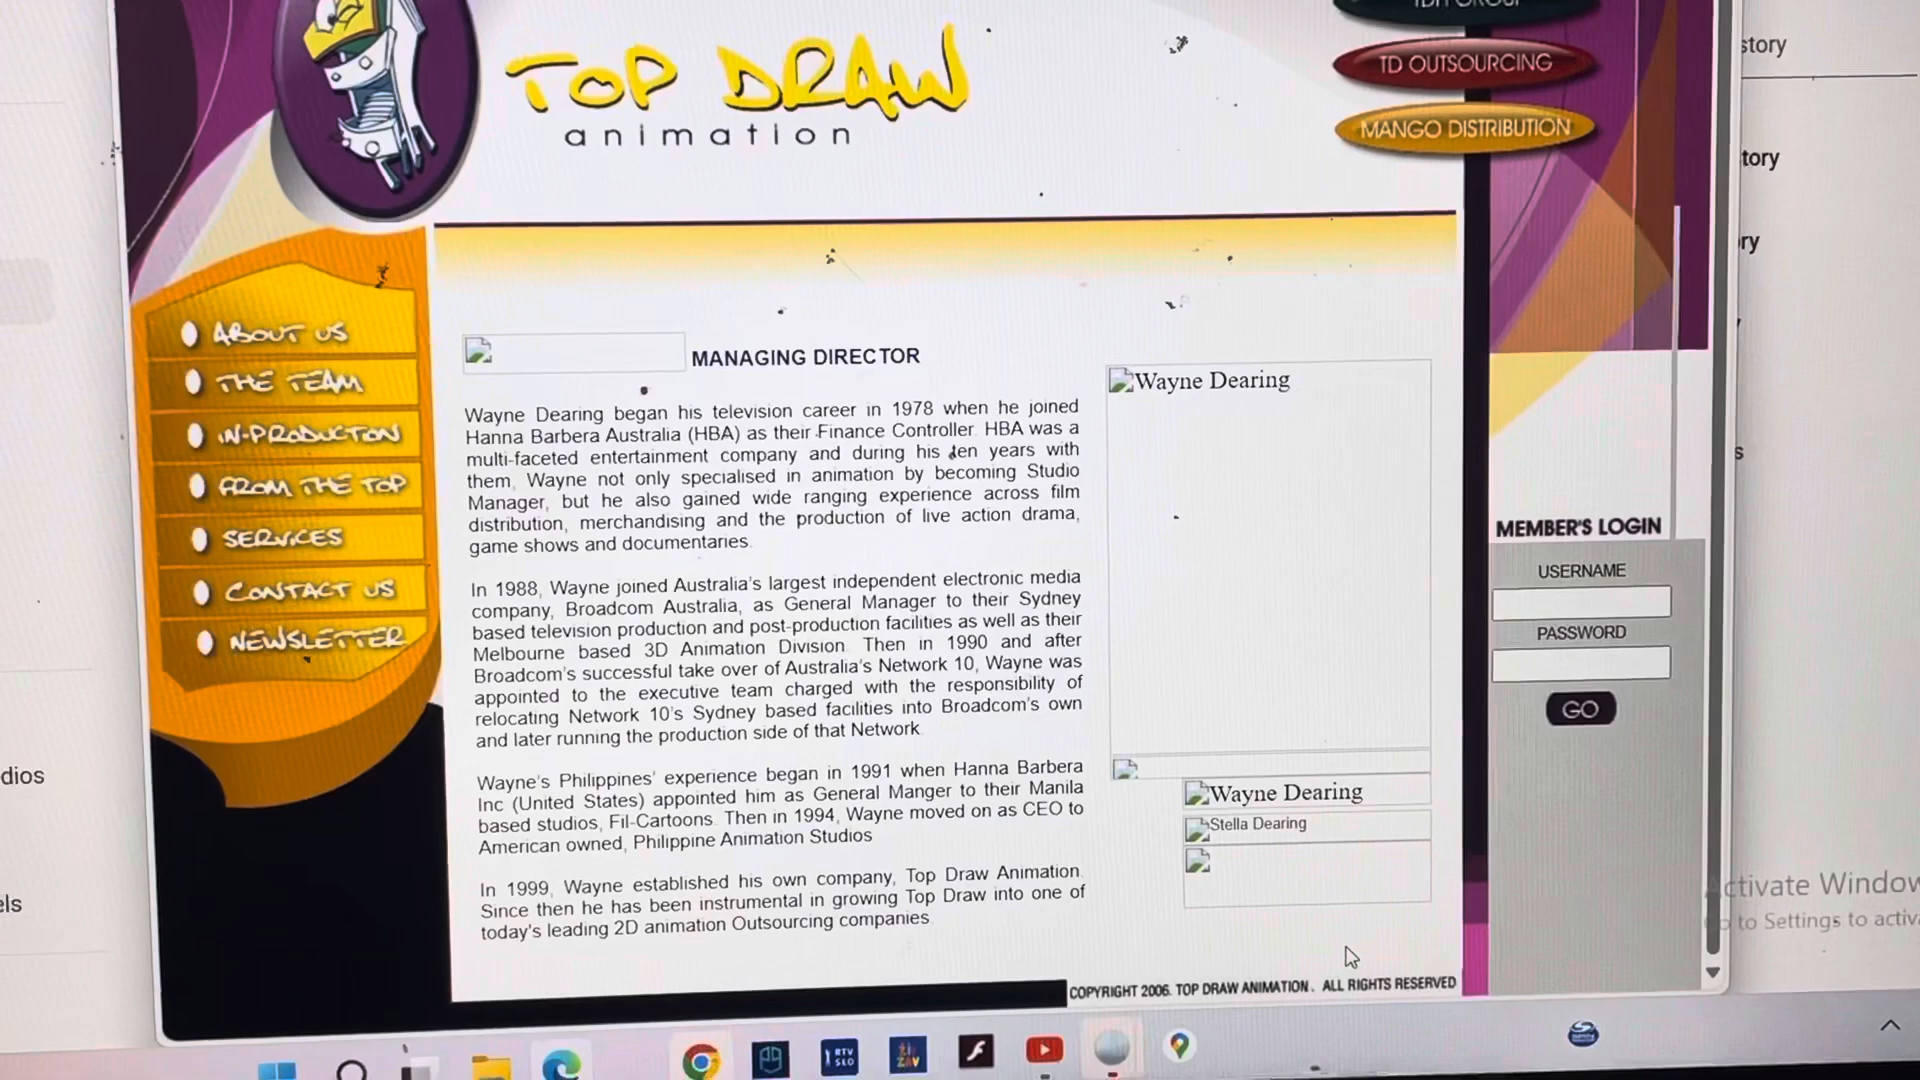 TDH GROUP
TOP DRAW
animation
TD OUTSOURCING
MANGO DISTRIBUTION
story
tory
ry
ABOUT US
THE TEAM
IN-PRODUCTION
FROM THE TOP
SERVICES
CONTACT US
NEWSLETTER
MANAGING DIRECTOR
Wayne Dearing began his television career in 1978 when he joined
Hanna Barbera Australia (HBA) as their Finance Controller. HBA was a
multi-faceted entertainment company and during his ten years with
them, Wayne not only specialised in animation by becoming Studio
Manager, but he also gained wide ranging experience across film
distribution, merchandising and the production of live action drama,
game shows and documentaries.
In 1988, Wayne joined Australia's largest independent electronic media
company, Broadcom Australia, as General Manager to their Sydney
based television production and post-production facilities as well as their
Melbourne based 3D Animation Division. Then in 1990 and after
Broadcom's successful take over of Australia's Network 10, Wayne was
appointed to the executive team charged with the responsibility of
relocating Network 10's Sydney based facilities into Broadcom's own
and later running the production side of that Network.
Wayne's Philippines' experience began in 1991 when Hanna Barbera
Inc (United States) appointed him as General Manger to their Manila
based studios, Fil-Cartoons. Then in 1994, Wayne moved on as CEO to
American owned, Philippine Animation Studios
In 1999, Wayne established his own company, Top Draw Animation.
Since then he has been instrumental in growing Top Draw into one of
today's leading 2D animation Outsourcing companies.
Wayne Dearing
Wayne Dearing
Stella Dearing
MEMBER'S LOGIN
USERNAME
PASSWORD
GO
s
dios
els
Activate Window
Go to Settings to activa
COPYRIGHT 2006. TOP DRAW ANIMATION. ALL RIGHTS RESERVED
RTV
SLO